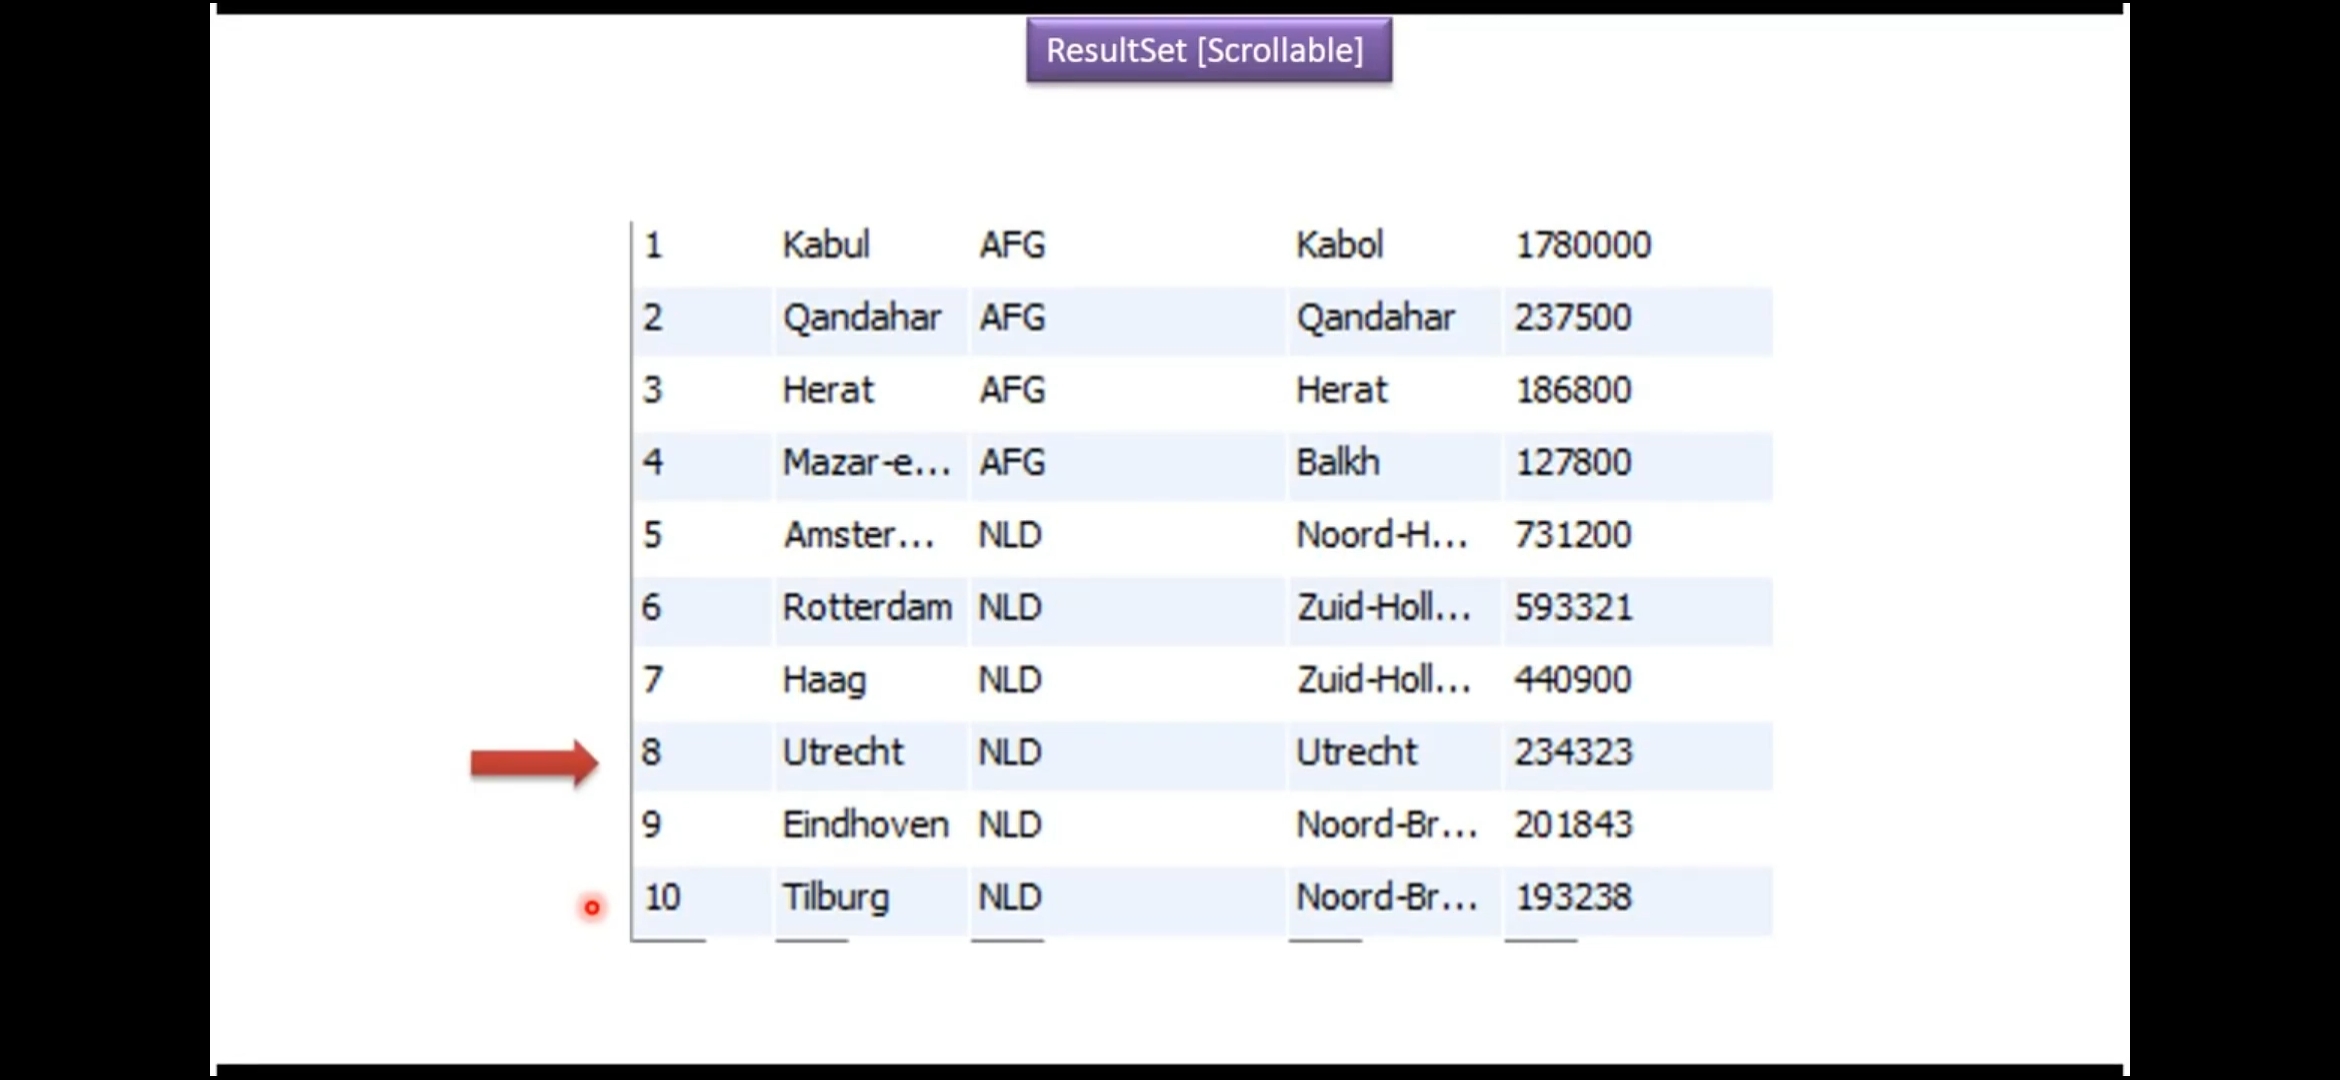 ResultSet [Scrollable]
1 Kabul AFG Kabol 1780000
2 Qandahar AFG Qandahar 237500
3 Herat AFG Herat 186800
4 Mazar-e... AFG Balkh 127800
5 Amster... NLD Noord-H... 731200
6 Rotterdam NLD Zuid-Holl... 593321
7 Haag NLD Zuid-Holl... 440900
8 Utrecht NLD Utrecht 234323
9 Eindhoven NLD Noord-Br... 201843
10 Tilburg NLD Noord-Br... 193238